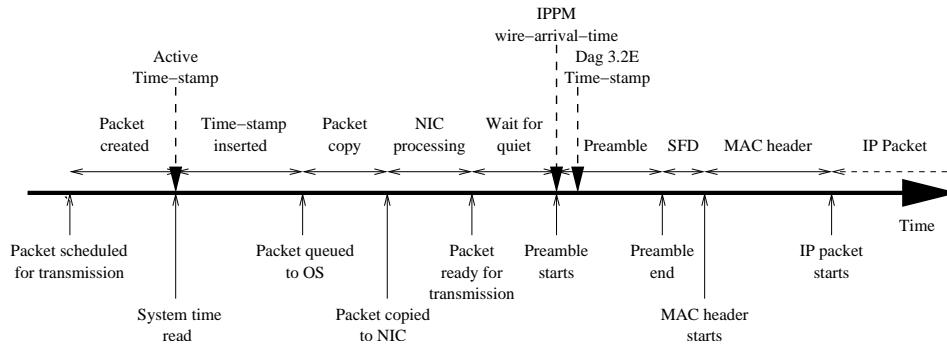 IPPM
wire−arrival−time
Active
Time−stamp
Dag 3.2E
Time−stamp
Packet
created
Time−stamp
inserted
Packet
copy
NIC
processing
Wait for
quiet
Preamble
SFD
MAC header
IP Packet
Time
Packet scheduled
for transmission
Packet queued
to OS
Packet
ready for
transmission
Preamble
starts
Preamble
end
IP packet
starts
System time
read
Packet copied
to NIC
MAC header
starts